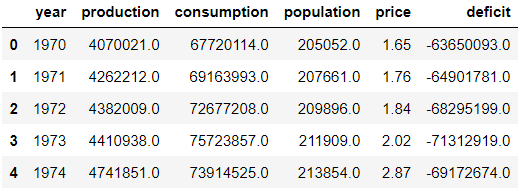 year production consumption population price deficit
0 1970 4070021.0 67720114.0 205052.0 1.65 -63650093.0
1 1971 4262212.0 69163993.0 207661.0 1.76 -64901781.0
2 1972 4382009.0 72677208.0 209896.0 1.84 -68295199.0
3 1973 4410938.0 75723857.0 211909.0 2.02 -71312919.0
4 1974 4741851.0 73914525.0 213854.0 2.87 -69172674.0